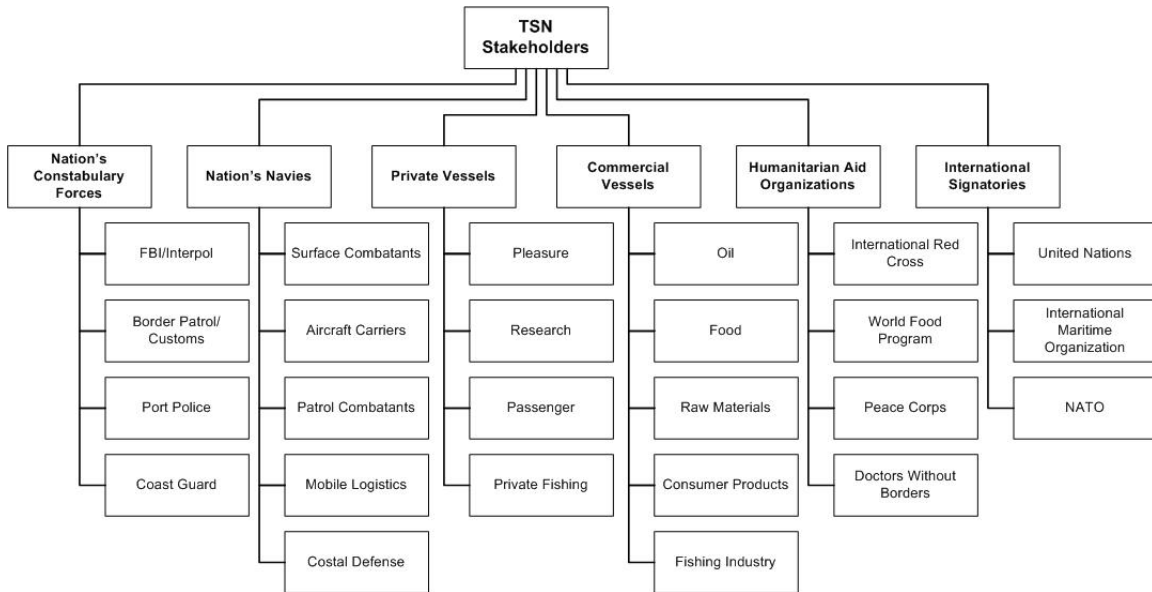 TSN
Stakeholders
Nation's
Constabulary
Forces
Nation's Navies
Private Vessels
Commercial
Vessels
Humanitarian Aid
Organizations
International
Signatories
FBI/Interpol
Surface Combatants
Pleasure
Oil
International Red
Cross
United Nations
Border Patrol/
Customs
Aircraft Carriers
Research
Food
World Food
Program
International
Maritime
Organization
Port Police
Patrol Combatants
Passenger
Raw Materials
Peace Corps
NATO
Coast Guard
Mobile Logistics
Private Fishing
Consumer Products
Doctors Without
Borders
Costal Defense
Fishing Industry